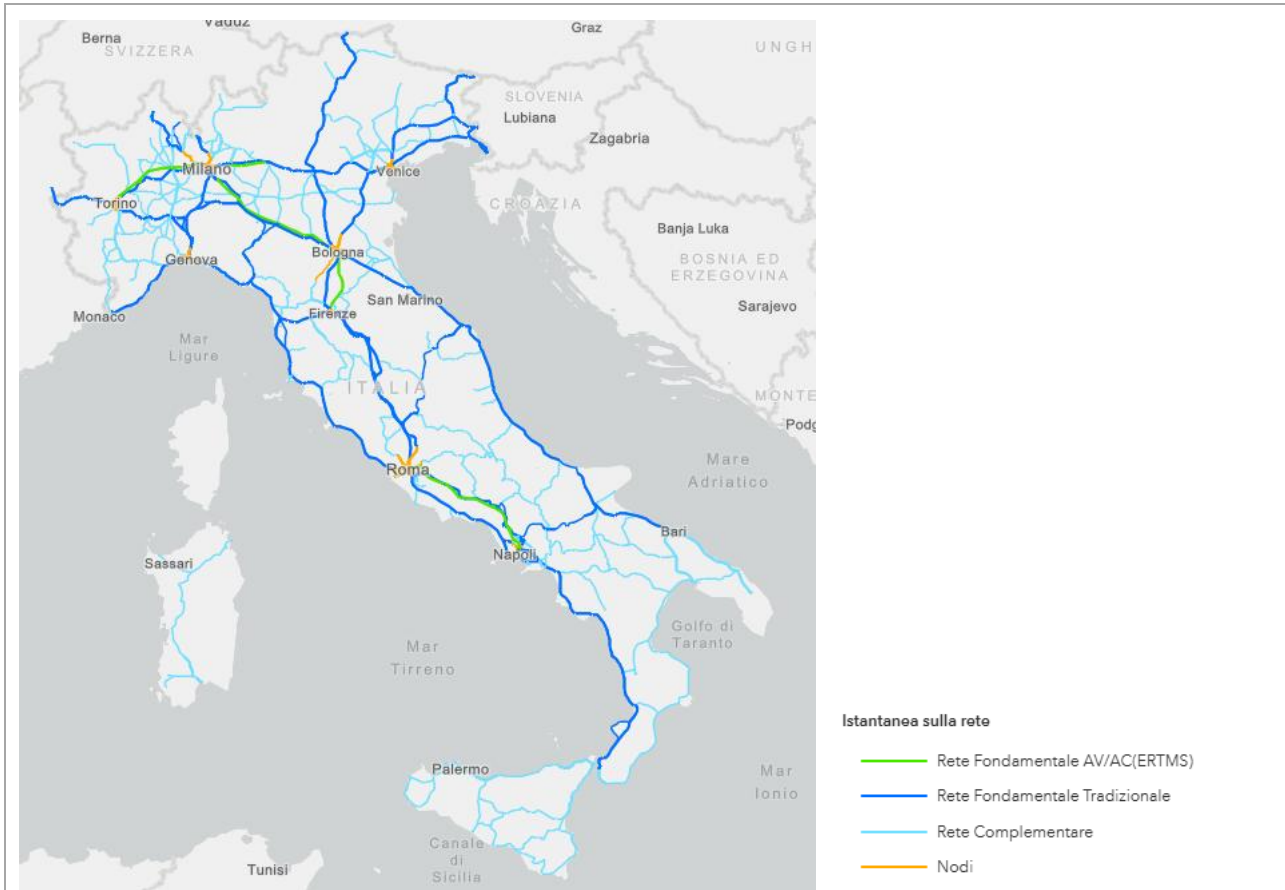 Vaduz
Berna
SVIZZERA
Graz
UNGH
SLOVENIA
Lubiana
Zagabria
Milano
Venice
Torino
CROAZIA
Banja Luka
Bologna
BOSNIA ED
ERZEGOVINA
Genova
San Marino
Sarajevo
Monaco
Firenze
Mar
Ligure
ITALIA
MONTE
Podg
Roma
Mare
Adriatico
Bari
Napoli
Sassari
Golfo di
Taranto
Mar
Tirreno
Istantanea sulla rete
Rete Fondamentale AV/AC(ERTMS)
Palermo
Mar
Ionio
Rete Fondamentale Tradizionale
Rete Complementare
Canale
di
Sicilia
Tunisi
Nodi